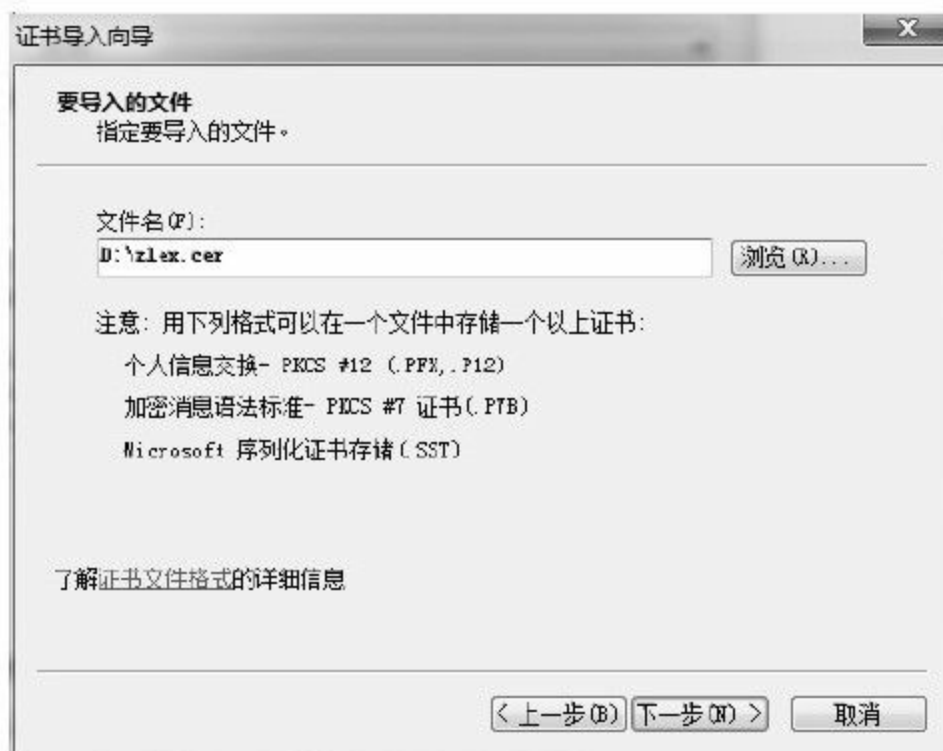 证书导入向导
要导入的文件
指定要导入的文件。
文件名(F):
D:\zlex.cer
浏览(R)...
注意: 用下列格式可以在一个文件中存储一个以上证书:
个人信息交换- PKCS #12 (.PFX,.P12)
加密消息语法标准- PKCS #7 证书(.P7B)
Microsoft 序列化证书存储(.SST)
了解证书文件格式的详细信息
< 上一步(B)
下一步(N) >
取消